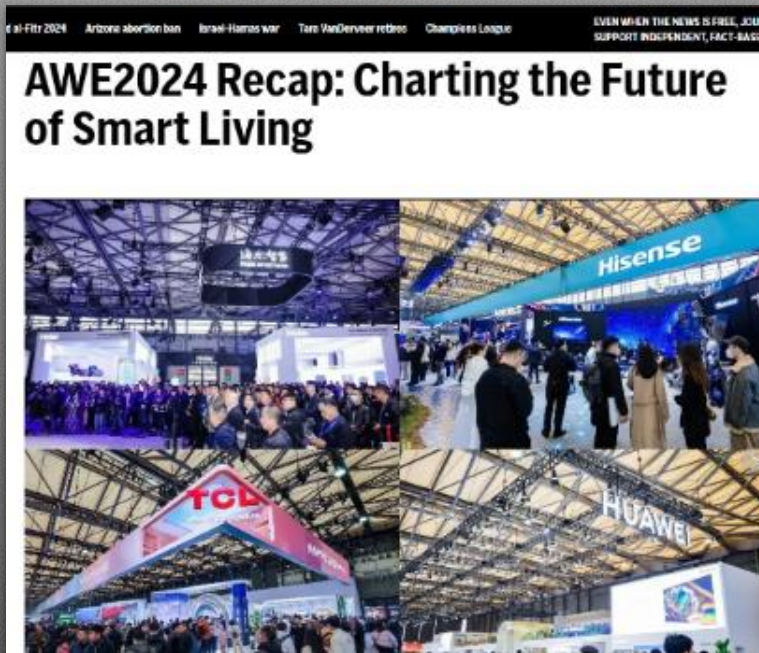 al-Fitr 2024 Arizona abortion ban Israel-Hamas war Tara VanDerveer retires Champions League
EVEN WHEN THE NEWS IS FREE, JOU
SUPPORT INDEPENDENT, FACT-BASE
AWE2024 Recap: Charting the Future
of Smart Living
Hisense
TCL
HUAWEI